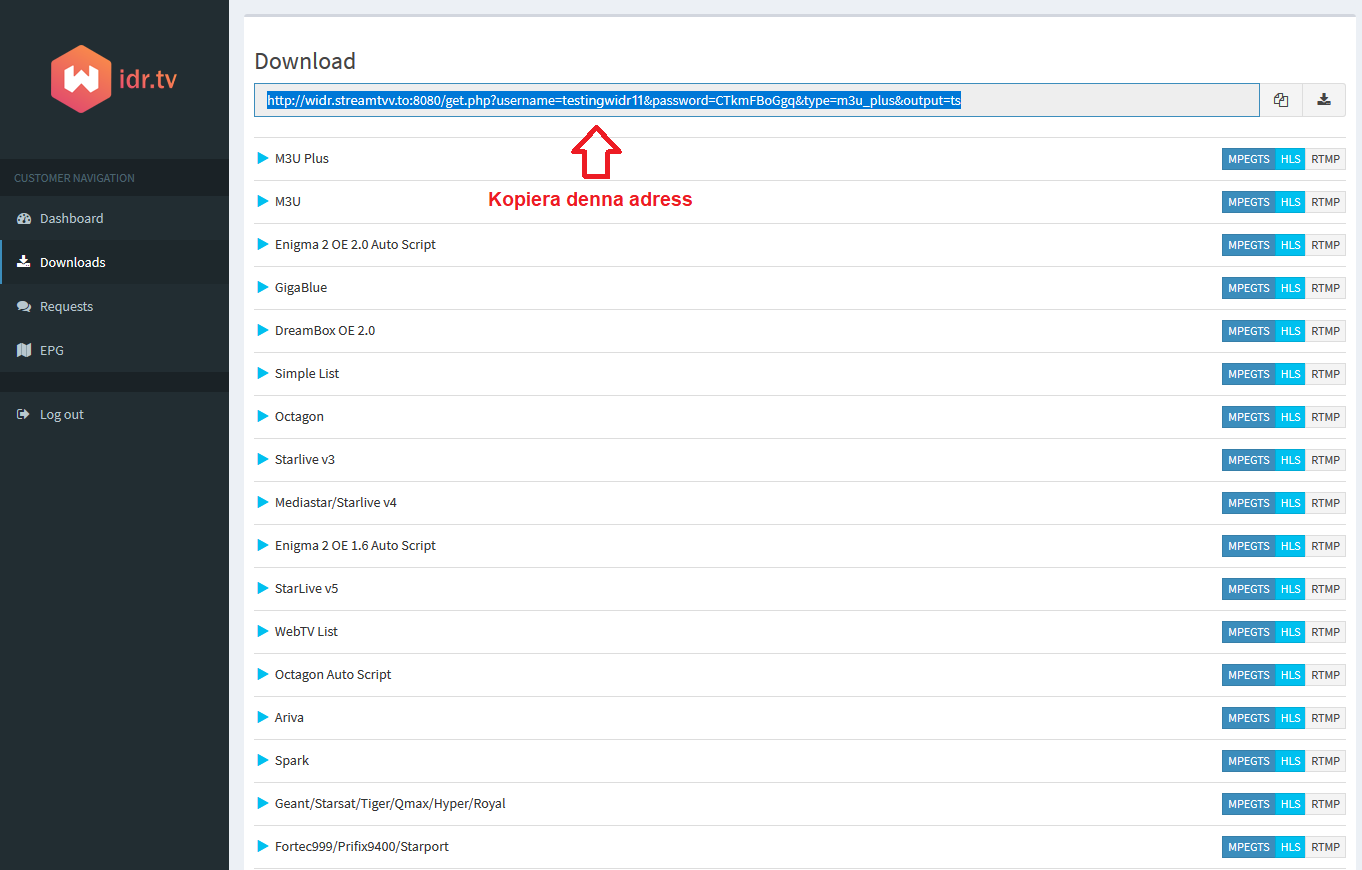 idr.tv
CUSTOMER NAVIGATION
Dashboard
Downloads
Requests
EPG
Log out
Download
http://widr.streamtvv.to:8080/get.php?username=testingwidr11&password=CTkmFBoGgq&type=m3u_plus&output=ts
Kopiera denna adress
M3U Plus MPEGTS HLS RTMP
M3U MPEGTS HLS RTMP
Enigma 2 OE 2.0 Auto Script MPEGTS HLS RTMP
GigaBlue MPEGTS HLS RTMP
DreamBox OE 2.0 MPEGTS HLS RTMP
Simple List MPEGTS HLS RTMP
Octagon MPEGTS HLS RTMP
Starlive v3 MPEGTS HLS RTMP
Mediastar/Starlive v4 MPEGTS HLS RTMP
Enigma 2 OE 1.6 Auto Script MPEGTS HLS RTMP
StarLive v5 MPEGTS HLS RTMP
WebTV List MPEGTS HLS RTMP
Octagon Auto Script MPEGTS HLS RTMP
Ariva MPEGTS HLS RTMP
Spark MPEGTS HLS RTMP
Geant/Starsat/Tiger/Qmax/Hyper/Royal MPEGTS HLS RTMP
Fortec999/Prifix9400/Starport MPEGTS HLS RTMP